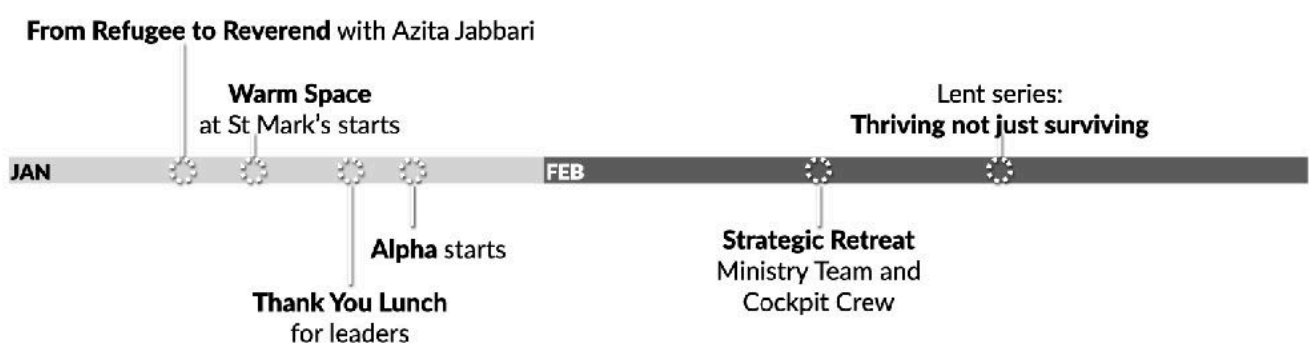 From Refugee to Reverend with Azita Jabbari
Warm Space
at St Mark's starts
Lent series:
Thriving not just surviving
JAN
FEB
Alpha starts
Thank You Lunch
for leaders
Strategic Retreat
Ministry Team and
Cockpit Crew